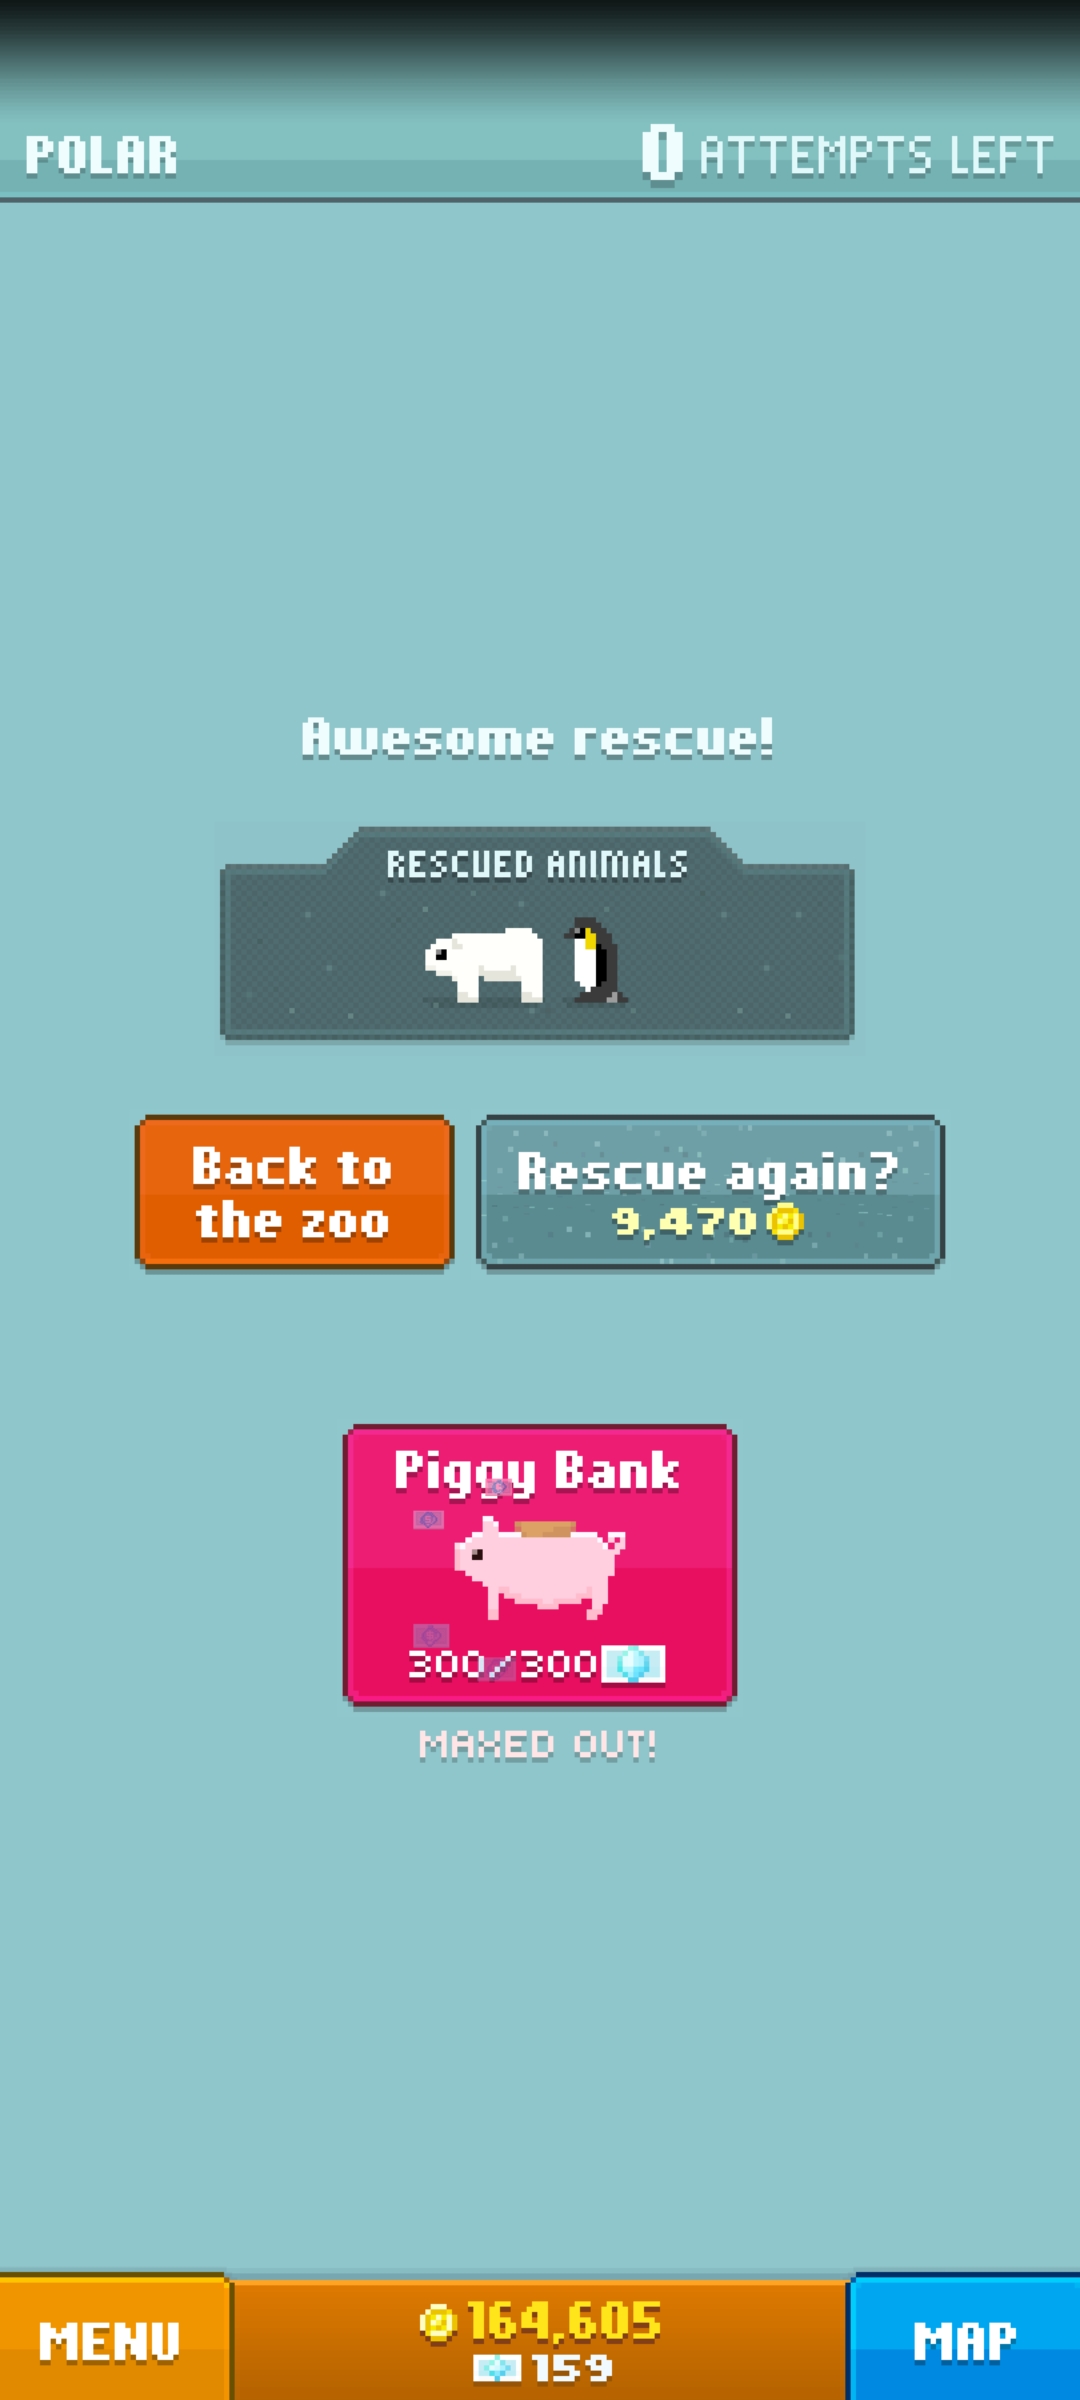 POLAR
0 ATTEMPTS LEFT
Awesome rescue!
RESCUED ANIMALS
Back to
the zoo
Rescue again?
9,470
Piggy Bank
300/300
MAXED OUT!
MENU
164,605
159
MAP